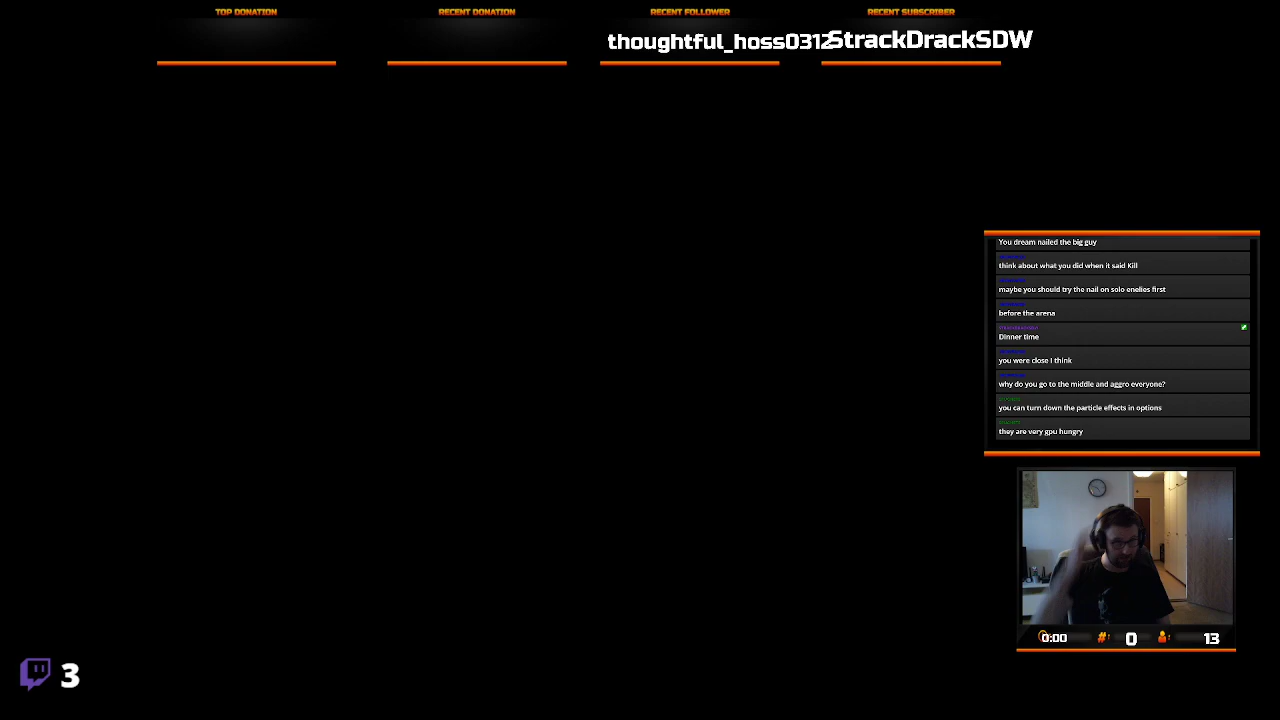 TOP DONATION
RECENT DONATION
RECENT FOLLOWER
RECENT SUBSCRIBER
thoughtful_hoss0312
StrackDrackSDW
You dream nailed the big guy
think about what you did when it said Kill
maybe you should try the nail on solo enelies first
before the arena
STRACKDRACKSDW
Dinner time
you were close I think
why do you go to the middle and aggro everyone?
you can turn down the particle effects in options
they are very gpu hungry
0:00
0
13
3